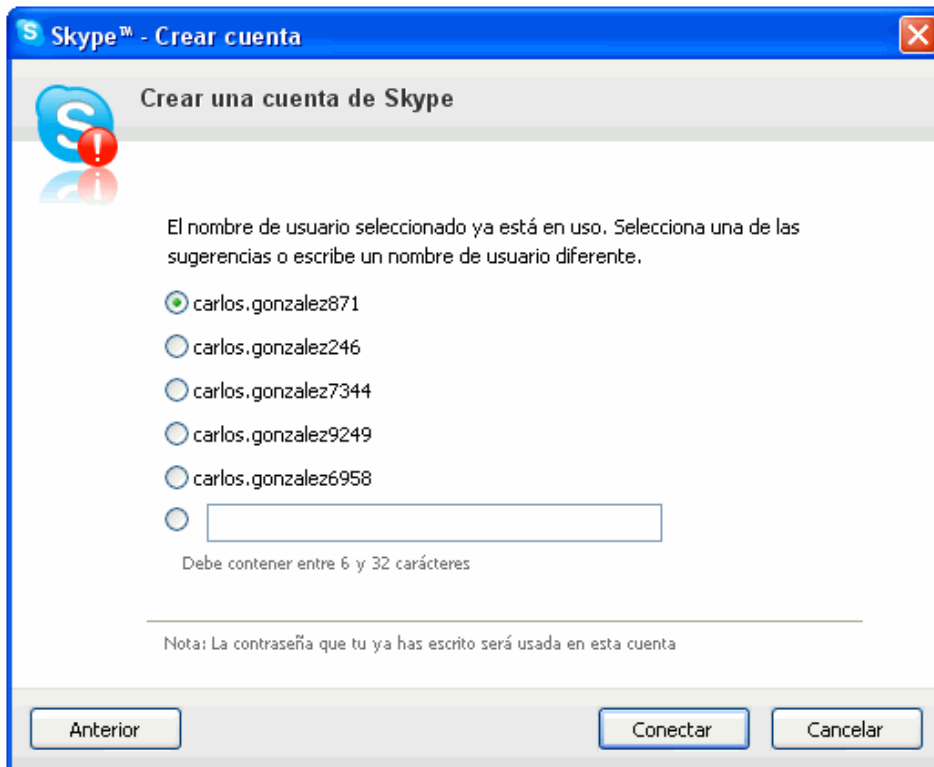 Skype™ - Crear cuenta
Crear una cuenta de Skype
El nombre de usuario seleccionado ya está en uso. Selecciona una de las
sugerencias o escribe un nombre de usuario diferente.
carlos.gonzalez871
carlos.gonzalez246
carlos.gonzalez7344
carlos.gonzalez9249
carlos.gonzalez6958
Debe contener entre 6 y 32 carácteres
Nota: La contraseña que tu ya has escrito será usada en esta cuenta
Anterior Conectar Cancelar